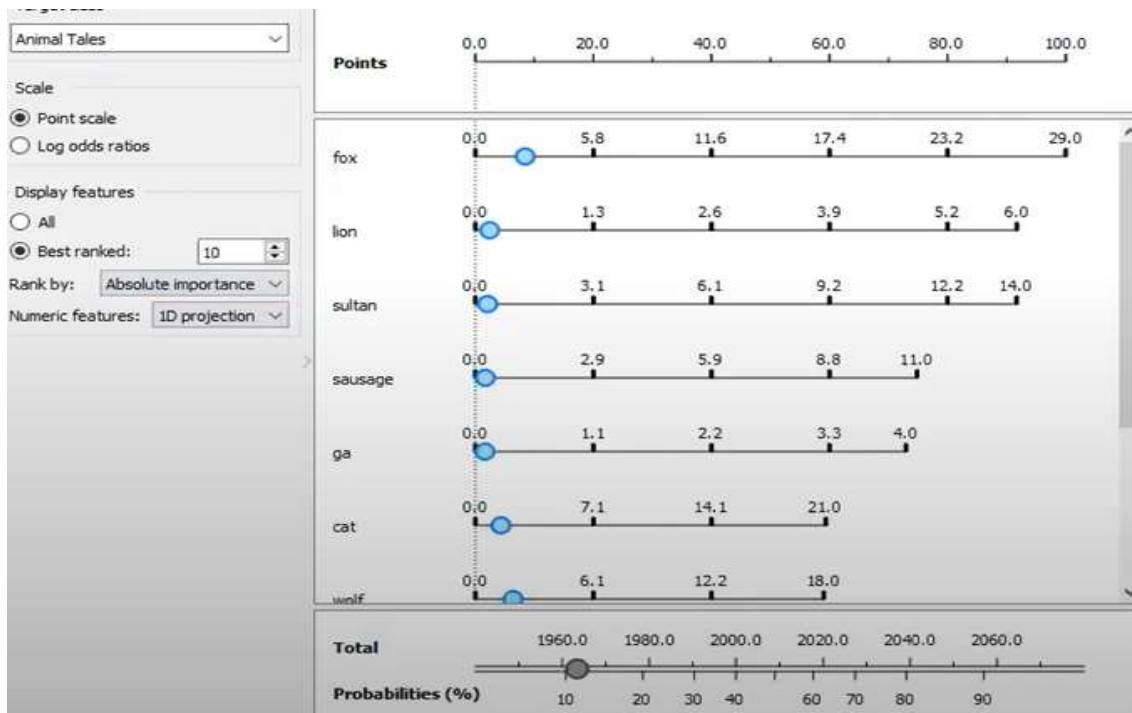 Animal Tales
Scale
Point scale
Log odds ratios
Display features
All
Best ranked: 10
Rank by: Absolute importance
Numeric features: 1D projection
0.0 20.0 40.0 60.0 80.0 100.0
Points
0.0 5.8 11.6 17.4 23.2 29.0
fox
0.0 1.3 2.6 3.9 5.2 6.0
lion
0.0 3.1 6.1 9.2 12.2 14.0
sultan
0.0 2.9 5.9 8.8 11.0
sausage
0.0 1.1 2.2 3.3 4.0
ga
0.0 7.1 14.1 21.0
cat
0.0 6.1 12.2 18.0
wolf
1960.0 1980.0 2000.0 2020.0 2040.0 2060.0
Total
Probabilities (%)
10 20 30 40 60 70 80 90